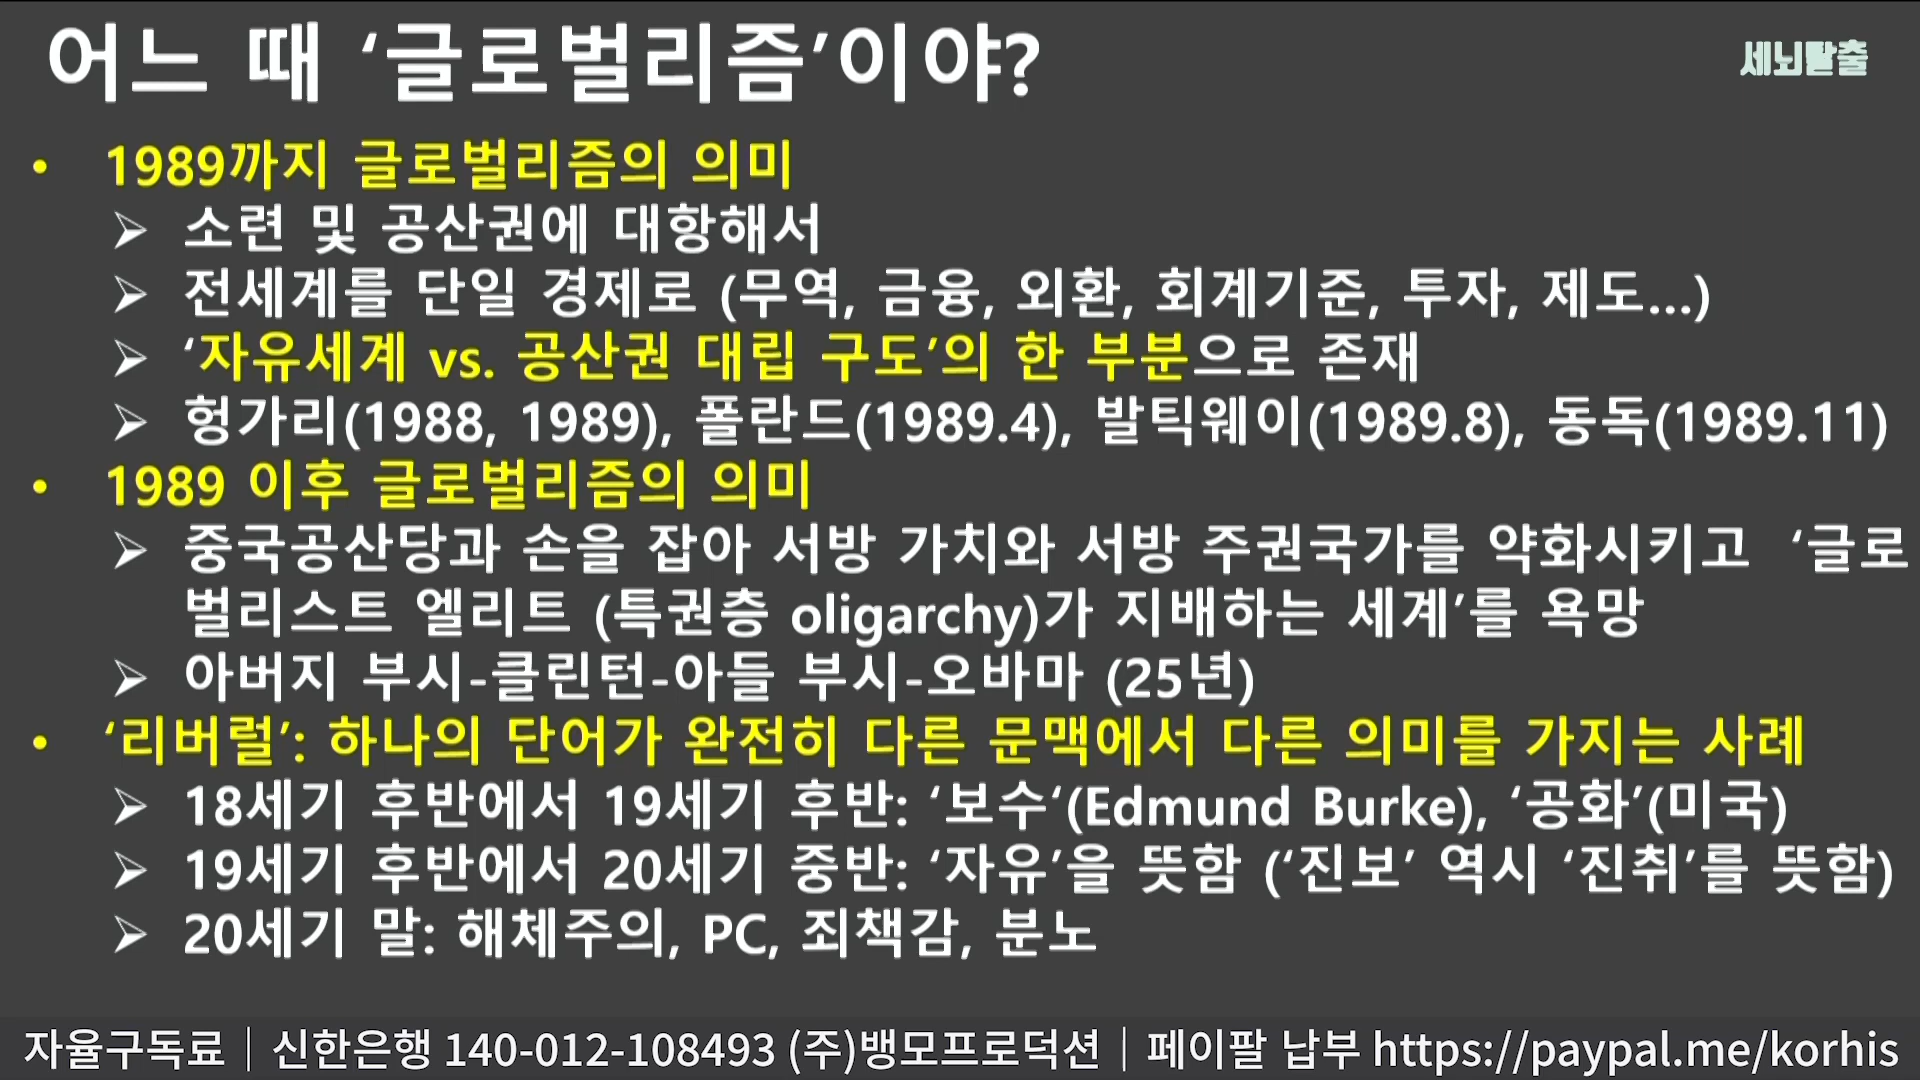 어느 때 ‘글로벌리즘’이야?
세뇌탈출
• 1989까지 글로벌리즘의 의미
➢ 소련 및 공산권에 대항해서
➢ 전세계를 단일 경제로 (무역, 금융, 외환, 회계기준, 투자, 제도...)
➢ ‘자유세계 vs. 공산권 대립 구도’의 한 부분으로 존재
➢ 헝가리(1988, 1989), 폴란드(1989.4), 발틱웨이(1989.8), 동독(1989.11)
• 1989 이후 글로벌리즘의 의미
➢ 중국공산당과 손을 잡아 서방 가치와 서방 주권국가를 약화시키고 ‘글로
벌리스트 엘리트 (특권층 oligarchy)가 지배하는 세계’를 욕망
➢ 아버지 부시-클린턴-아들 부시-오바마 (25년)
• ‘리버럴’: 하나의 단어가 완전히 다른 문맥에서 다른 의미를 가지는 사례
➢ 18세기 후반에서 19세기 후반: ‘보수‘(Edmund Burke), ‘공화’(미국)
➢ 19세기 후반에서 20세기 중반: ‘자유’을 뜻함 (‘진보’ 역시 ‘진취’를 뜻함)
➢ 20세기 말: 해체주의, PC, 죄책감, 분노
자율구독료│신한은행 140-012-108493 (주)뱅모프로덕션│페이팔 납부 https://paypal.me/korhis